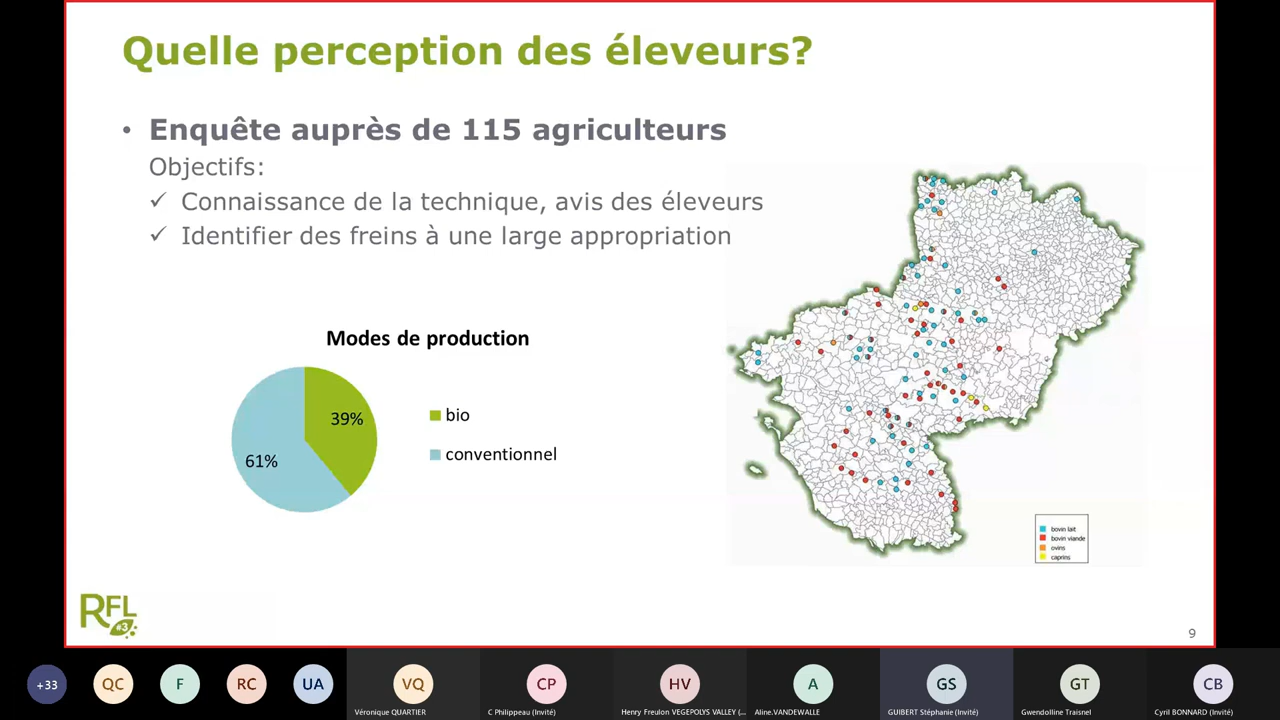 Quelle perception des éleveurs?
• Enquête auprès de 115 agriculteurs
Objectifs:
✓ Connaissance de la technique, avis des éleveurs
✓ Identifier des freins à une large appropriation
Modes de production
39%
61%
bio
conventionnel
bovin lait
bovin viande
ovins
caprins
RFL
#3
9
+33
QC
F
RC
UA
VQ
CP
HV
A
GS
GT
CB
Véronique QUARTIER
C Philippeau (Invité)
Henry Freulon VEGEPOLYS VALLEY (...
Aline.VANDEWALLE
GUIBERT Stéphanie (Invité)
Gwendolline Traisnel
Cyril BONNARD (Invité)